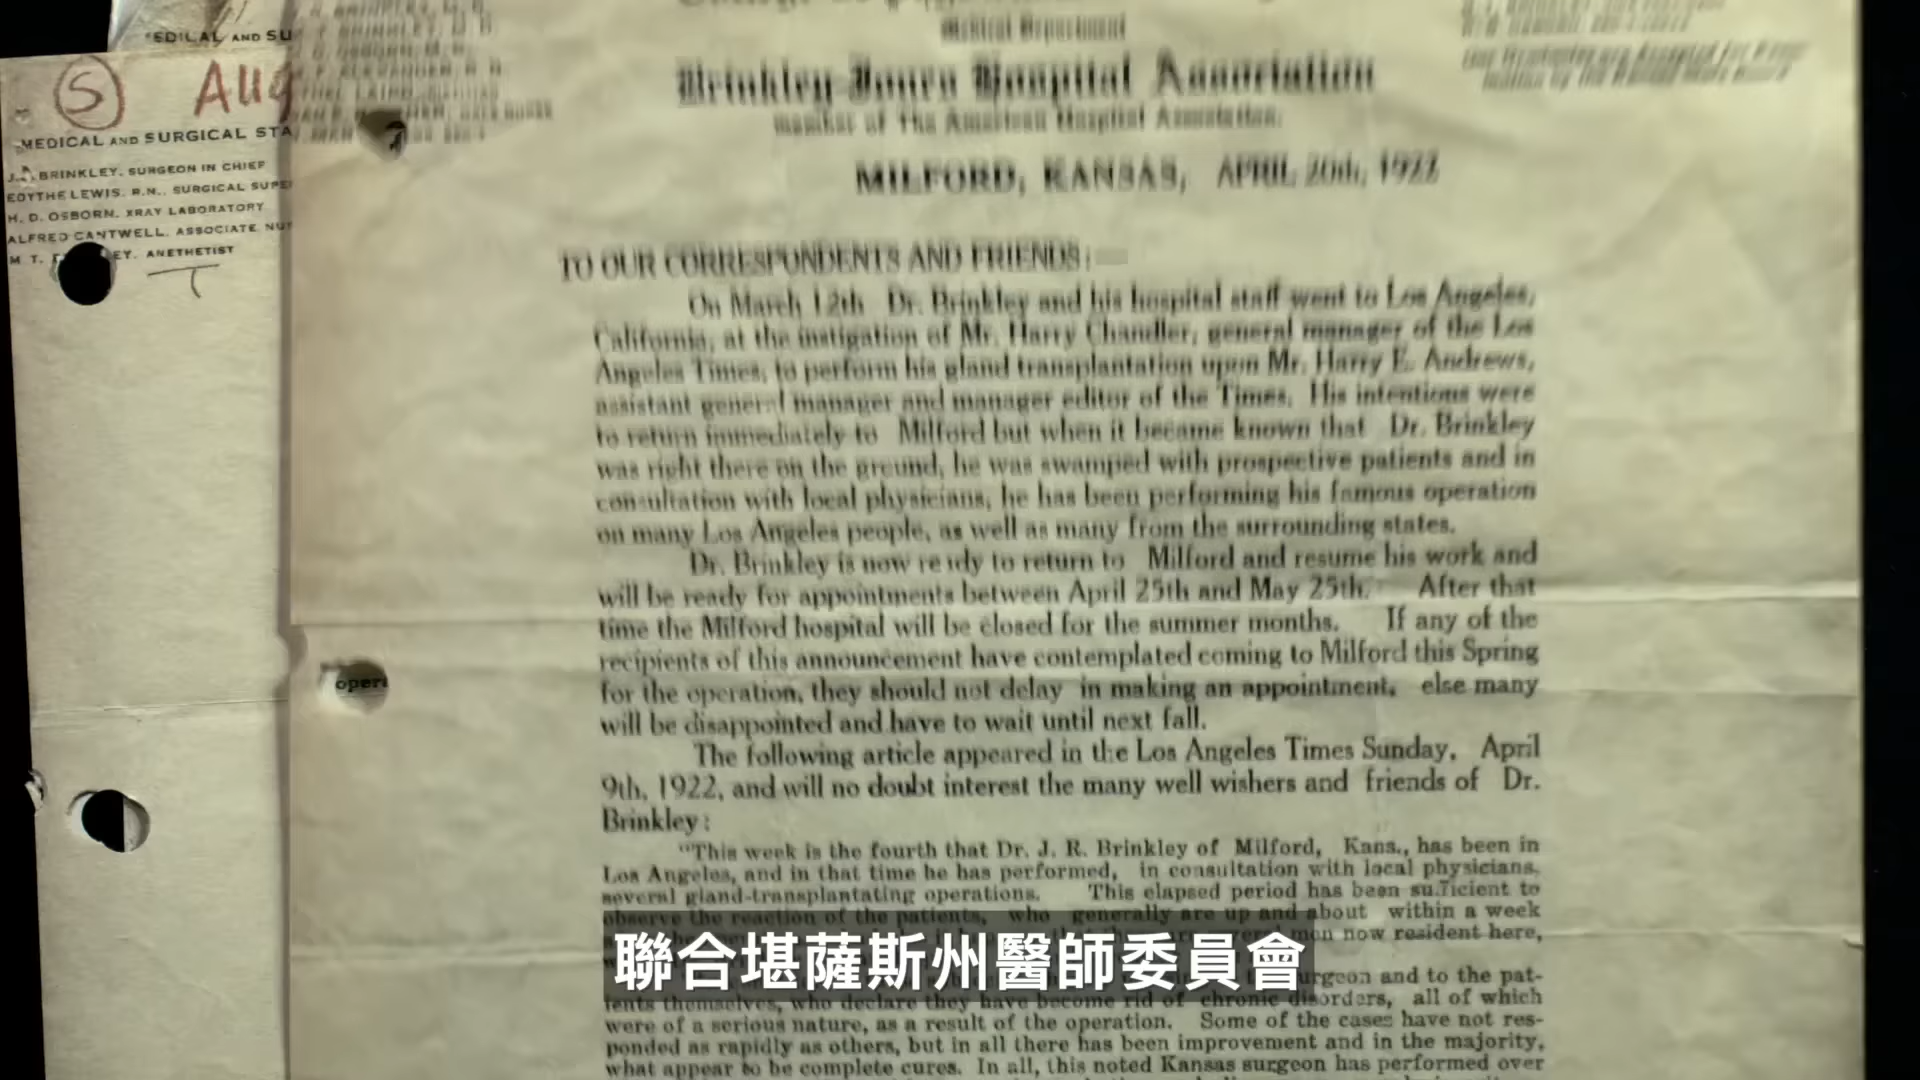 MEDICAL AND SU
S Aug
MEDICAL AND SURGICAL STA
J. BRINKLEY, SURGEON IN CHIEF
EDYTHE LEWIS, R.N., SURGICAL SUPE
H. D. OSBORN, XRAY LABORATORY
ALFRED CANTWELL, ASSOCIATE NU
M T. EY, ANETHETIST
Medical Department
Brinkley-Jones Hospital Association
member of The American Hospital Association.
MILFORD, KANSAS, APRIL 20th, 1922
TO OUR CORRESPONDENTS AND FRIENDS:
On March 12th Dr. Brinkley and his hospital staff went to Los Angeles,
California, at the instigation of Mr. Harry Chandler, general manager of the Los
Angeles Times, to perform his gland transplantation upon Mr. Harry E. Andrews,
assistant general manager and manager editor of the Times. His intentions were
to return immediately to Milford but when it became known that Dr. Brinkley
was right there on the ground, he was swamped with prospective patients and in
consultation with local physicians, he has been performing his famous operation
on many Los Angeles people, as well as many from the surrounding states.
Dr. Brinkley is now ready to return to Milford and resume his work and
will be ready for appointments between April 25th and May 25th. After that
time the Milford hospital will be closed for the summer months. If any of the
recipients of this announcement have contemplated coming to Milford this Spring
for the operation, they should not delay in making an appointment, else many
will be disappointed and have to wait until next fall.
The following article appeared in the Los Angeles Times Sunday, April
9th, 1922, and will no doubt interest the many well wishers and friends of Dr.
Brinkley:
"This week is the fourth that Dr. J. R. Brinkley of Milford, Kans., has been in
Los Angeles, and in that time he has performed, in consultation with local physicians,
several gland-transplantating operations. This elapsed period has been sufficient to
observe the reaction of the patients, who generally are up and about within a week
men now resident here,
聯合堪薩斯州醫師委員會
urgeon and to the pat-
ients themselves, who declare they have become rid of chronic disorders, all of which
were of a serious nature, as a result of the operation. Some of the cases have not res-
ponded as rapidly as others, but in all there has been improvement and in the majority,
what appear to be complete cures. In all, this noted Kansas surgeon has performed over
opera